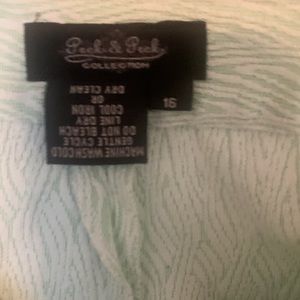 Peck & Peck
COLLECTION
16
MACHINE WASH COLD
GENTLE CYCLE
DO NOT BLEACH
LINE DRY
COOL IRON
OR
DRY CLEAN